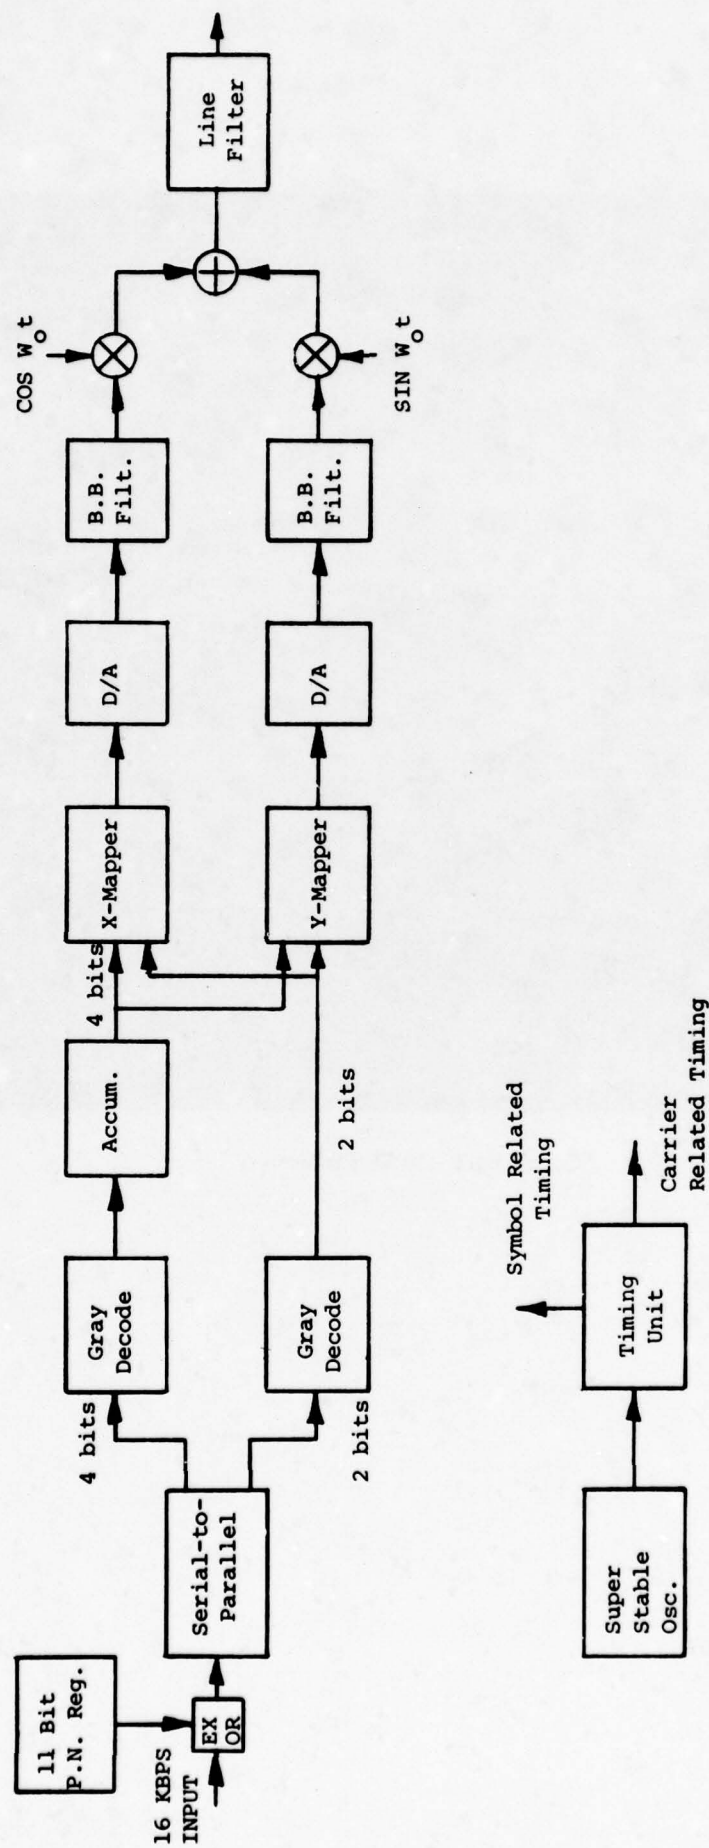 11 Bit
P.N. Reg.
16 KBPS
INPUT
EX
OR
Serial-to-
Parallel
4 bits
2 bits
Gray
Decode
Gray
Decode
Accum.
2 bits
4 bits
X-Mapper
Y-Mapper
D/A
D/A
B.B.
Filt.
B.B.
Filt.
COS Wot
SIN Wot
Line
Filter
Super
Stable
Osc.
Timing
Unit
Symbol Related
Timing
Carrier
Related Timing